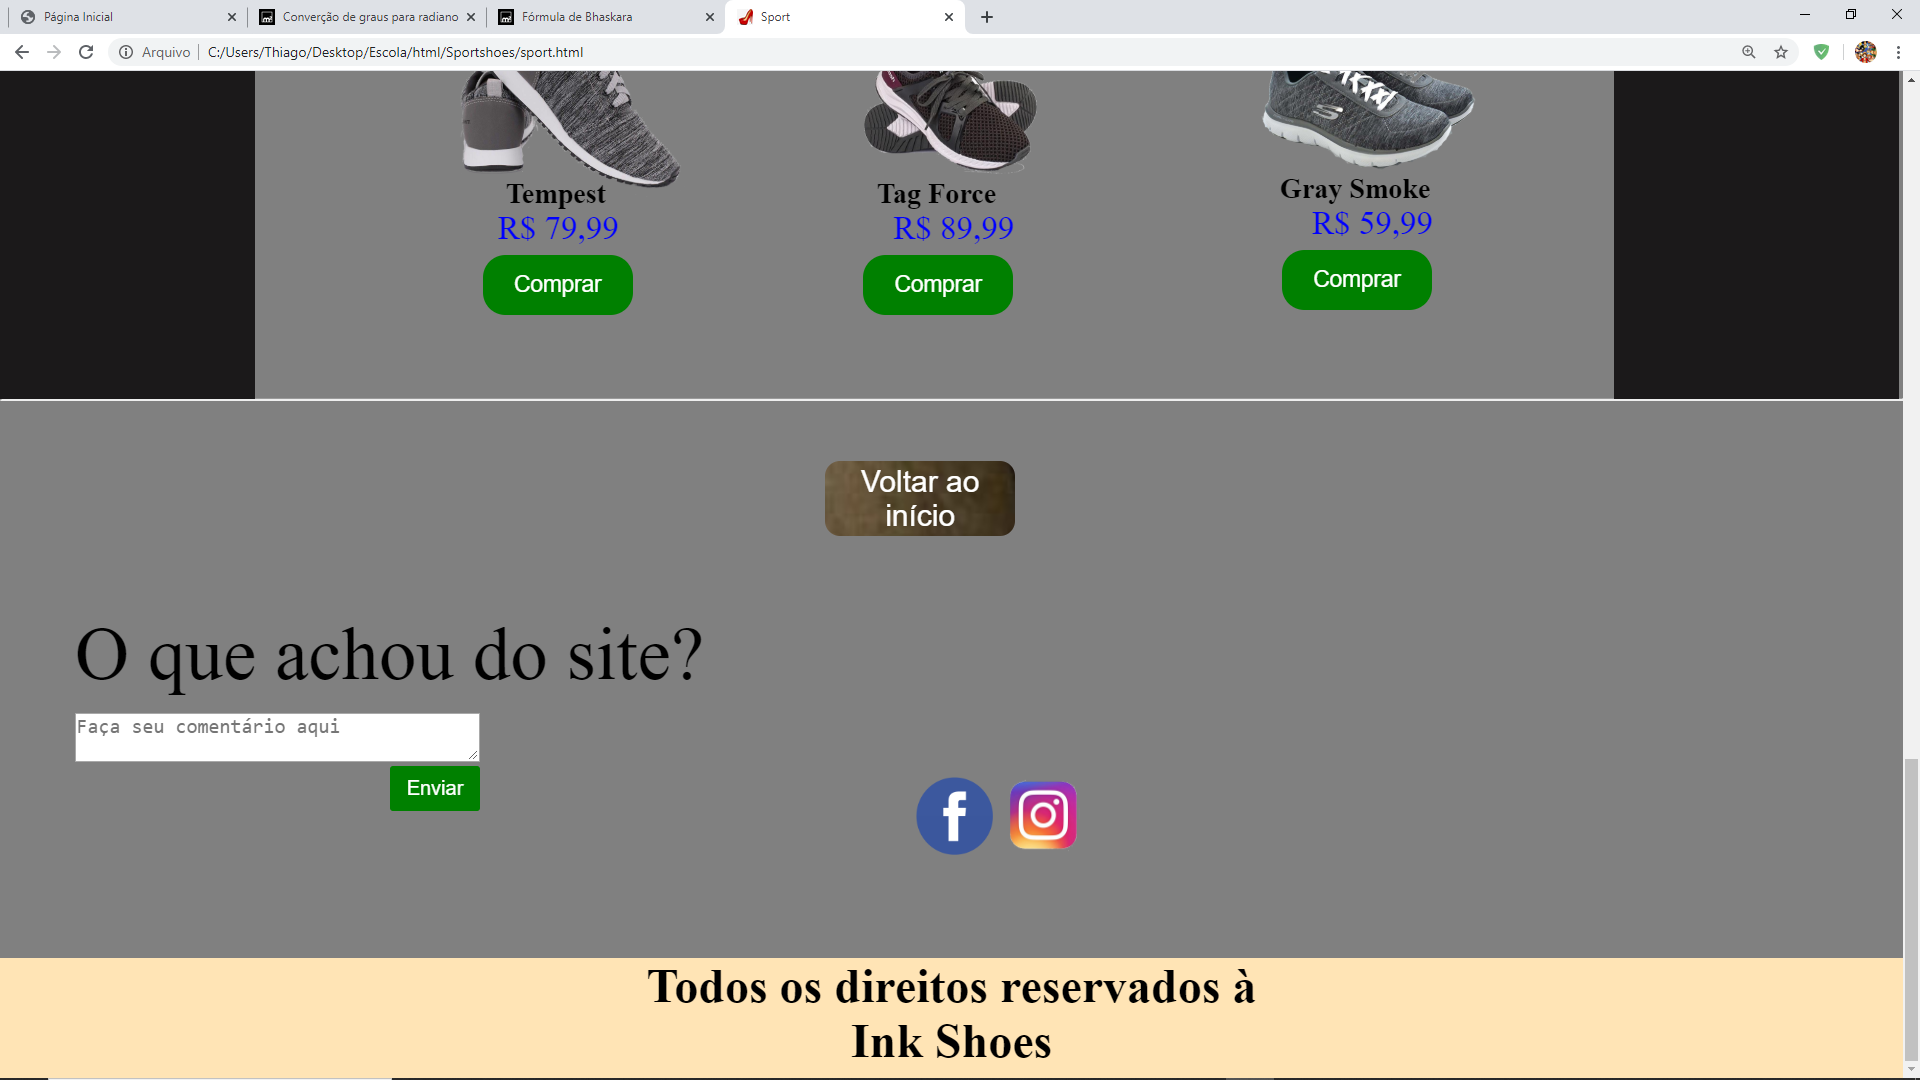 Página Inicial
Converção de graus para radiano
Fórmula de Bhaskara
Sport
Arquivo
C:/Users/Thiago/Desktop/Escola/html/Sportshoes/sport.html
Tempest
R$ 79,99
Comprar
Tag Force
R$ 89,99
Comprar
Gray Smoke
R$ 59,99
Comprar
Voltar ao
início
O que achou do site?
Faça seu comentário aqui
Enviar
Todos os direitos reservados à
Ink Shoes